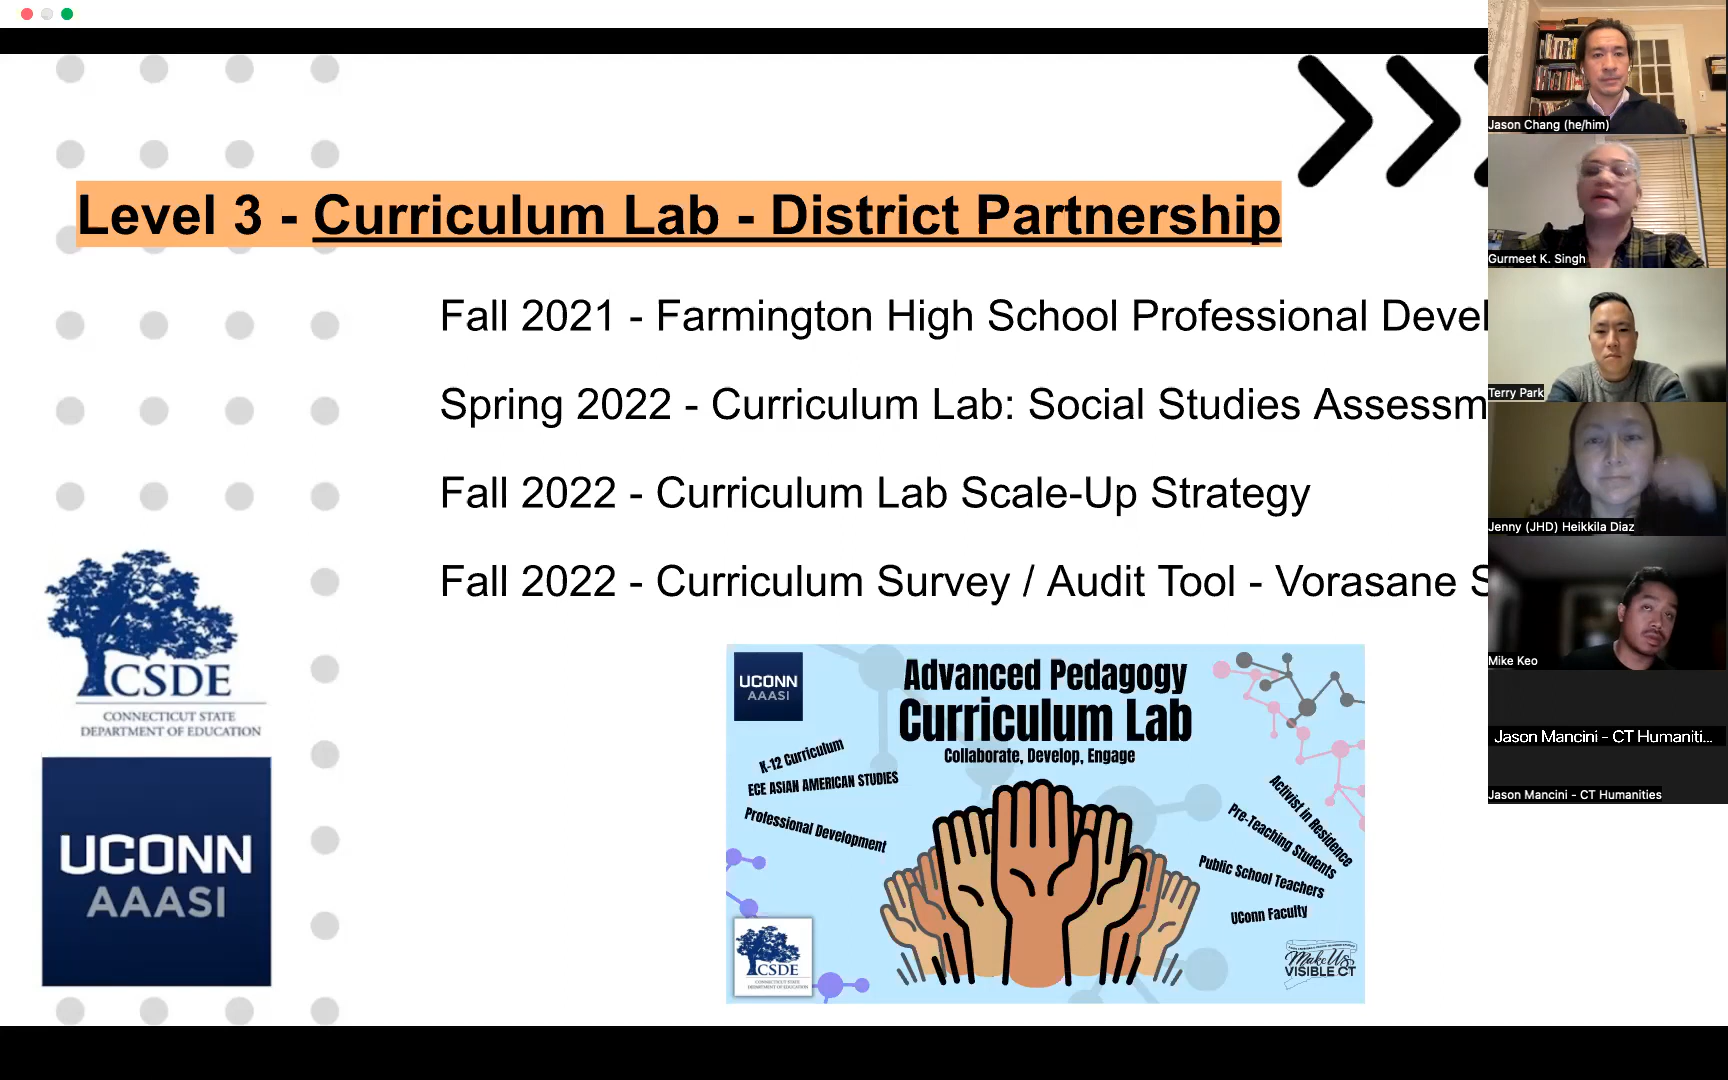 Level 3 - Curriculum Lab - District Partnership
Fall 2021 - Farmington High School Professional Devel
Spring 2022 - Curriculum Lab: Social Studies Assessm
Fall 2022 - Curriculum Lab Scale-Up Strategy
Fall 2022 - Curriculum Survey / Audit Tool - Vorasane S
CSDE
CONNECTICUT STATE
DEPARTMENT OF EDUCATION
UCONN
AAASI
UCONN
AAASI
Advanced Pedagogy
Curriculum Lab
Collaborate, Develop, Engage
K-12 Curriculum
ECE ASIAN AMERICAN STUDIES
Professional Development
Activist in Residence
Pre-Teaching Students
Public School Teachers
UConn Faculty
CSDE
CONNECTICUT STATE
DEPARTMENT OF EDUCATION
Make Us
VISIBLE CT
Jason Chang (he/him)
Gurmeet K. Singh
Terry Park
Jenny (JHD) Heikkila Diaz
Mike Keo
Jason Mancini - CT Humaniti...
Jason Mancini - CT Humanities